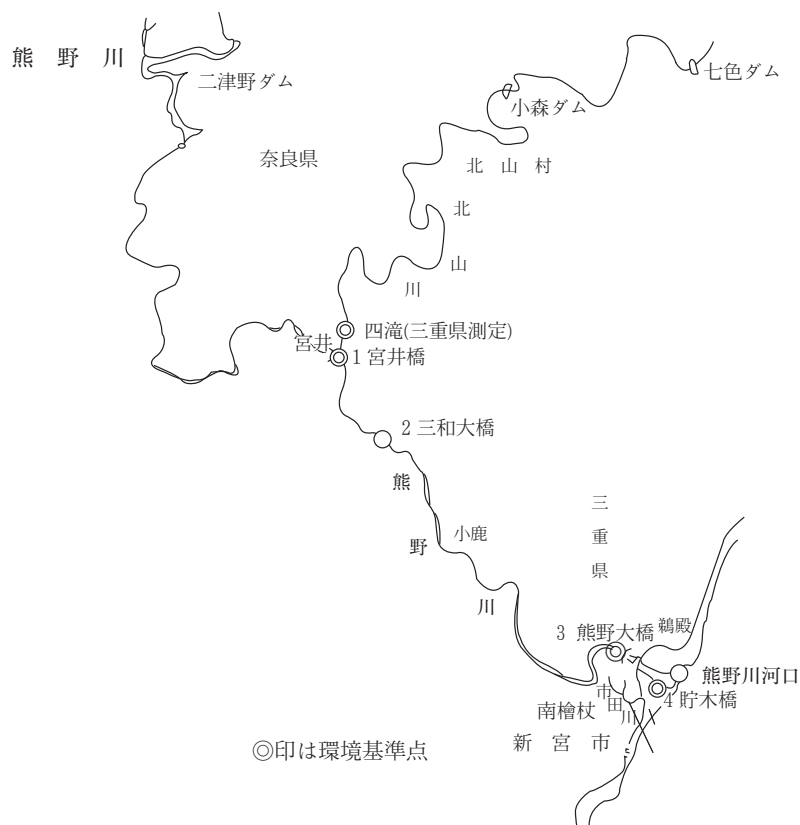 熊 野 川
二津野ダム
七色ダム
小森ダム
奈良県
北 山 村
北
山
川
四滝(三重県測定)
宮井
1 宮井橋
2 三和大橋
熊
野
川
小鹿
三
重
県
3 熊野大橋
鵜殿
熊野川河口
4 貯木橋
市
田
川
南檜杖
新 宮 市
◎印は環境基準点